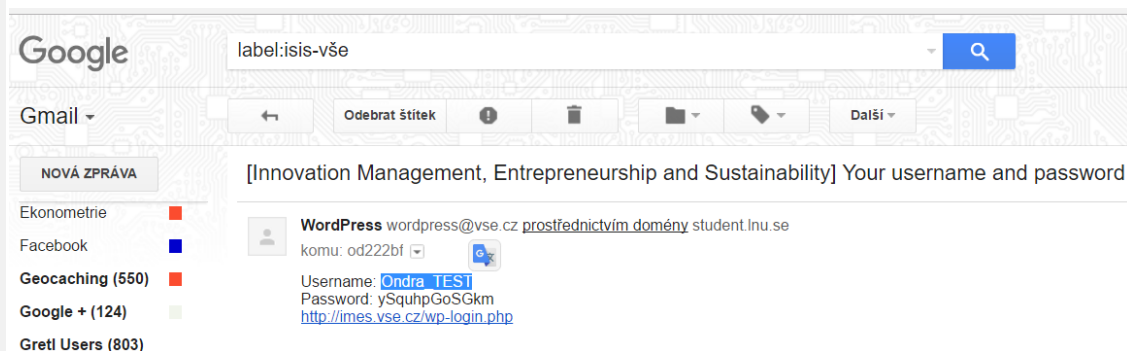 Google
label:isis-vše
Gmail
Odebrat štítek
Další
NOVÁ ZPRÁVA
[Innovation Management, Entrepreneurship and Sustainability] Your username and password
Ekonometrie
Facebook
Geocaching (550)
Google + (124)
Gretl Users (803)
WordPress wordpress@vse.cz prostřednictvím domény student.lnu.se
komu: od222bf
Username: Ondra_TEST
Password: ySquhpGoSGkm
http://imes.vse.cz/wp-login.php